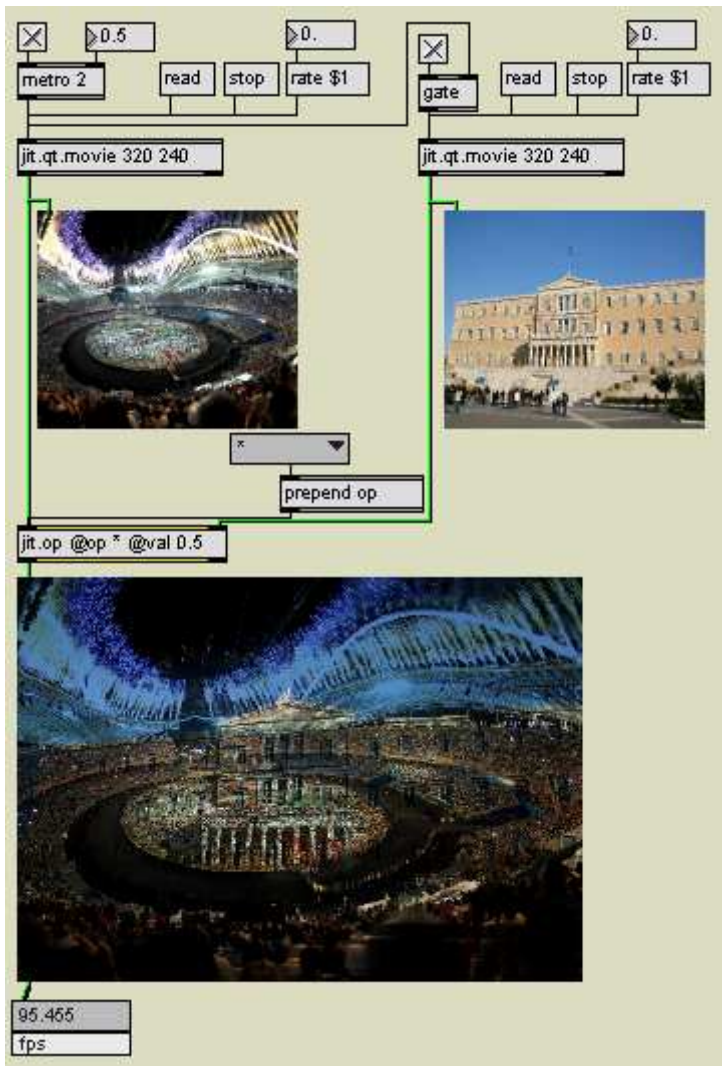 0.5
0.
0.
metro 2
read
stop
rate $1
gate
read
stop
rate $1
jit.qt.movie 320 240
jit.qt.movie 320 240
*
prepend op
jit.op @op * @val 0.5
95.455
fps